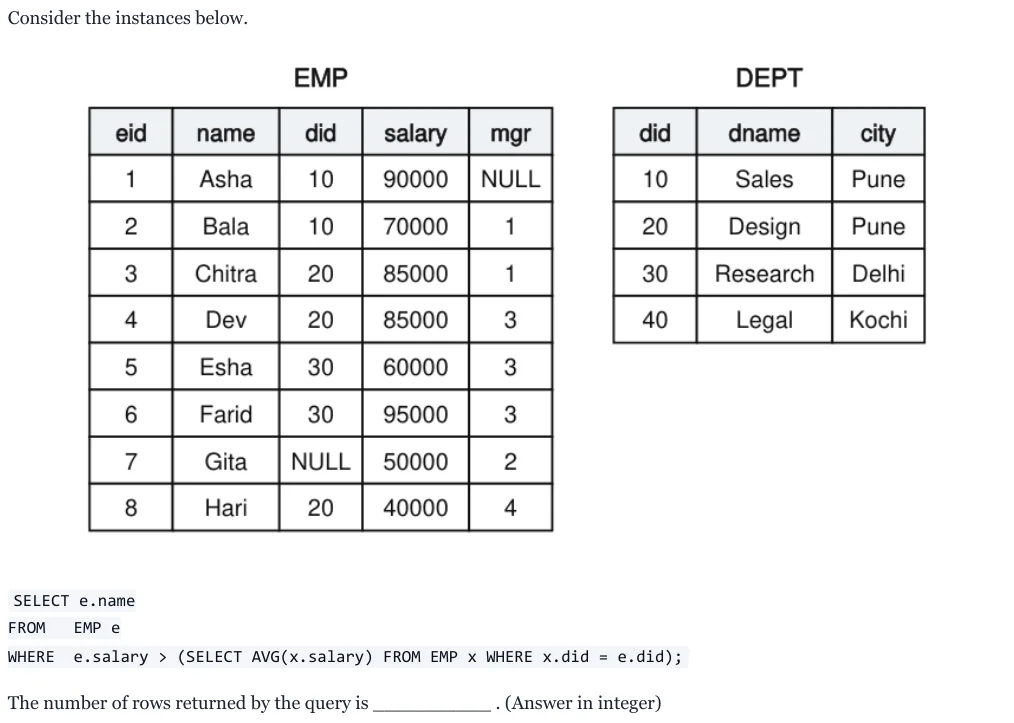 Consider the instances below.
EMP
eid name did salary mgr
1 Asha 10 90000 NULL
2 Bala 10 70000 1
3 Chitra 20 85000 1
4 Dev 20 85000 3
5 Esha 30 60000 3
6 Farid 30 95000 3
7 Gita NULL 50000 2
8 Hari 20 40000 4
DEPT
did dname city
10 Sales Pune
20 Design Pune
30 Research Delhi
40 Legal Kochi
SELECT e.name
FROM EMP e
WHERE e.salary > (SELECT AVG(x.salary) FROM EMP x WHERE x.did = e.did);
The number of rows returned by the query is ____________ . (Answer in integer)